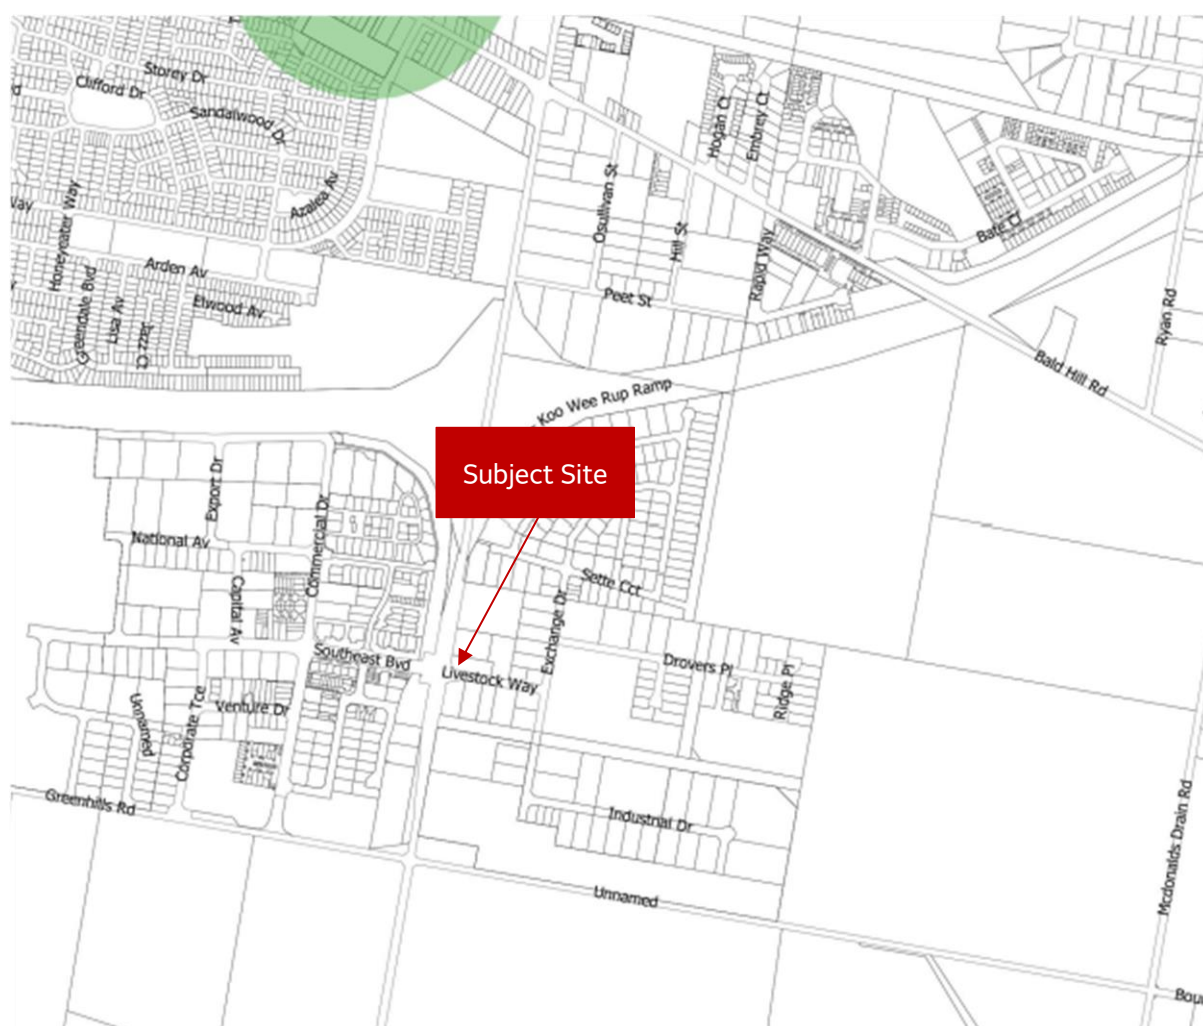 Storey Dr
Clifford Dr
Sandalwood Dr
Hogan Ct
Embrey Ct
Azalea Av
Honeyeater Way
Osullivan St
Hill St
Bate Cl
Arden Av
Rapid Way
Peet St
Elwood Av
Greendale Bvd
Lisa Av
Jazz Ct
Ryan Rd
Bald Hill Rd
Koo Wee Rup Ramp
Subject Site
Export Dr
Commercial Dr
National Av
Capital Av
Sette Cct
Exchange Dr
Southeast Bvd
Drovers Pl
Livestock Way
Ridge Pl
Unnamed
Corporate Tce
Venture Dr
Greenhills Rd
Industrial Dr
Mcdonalds Drain Rd
Unnamed